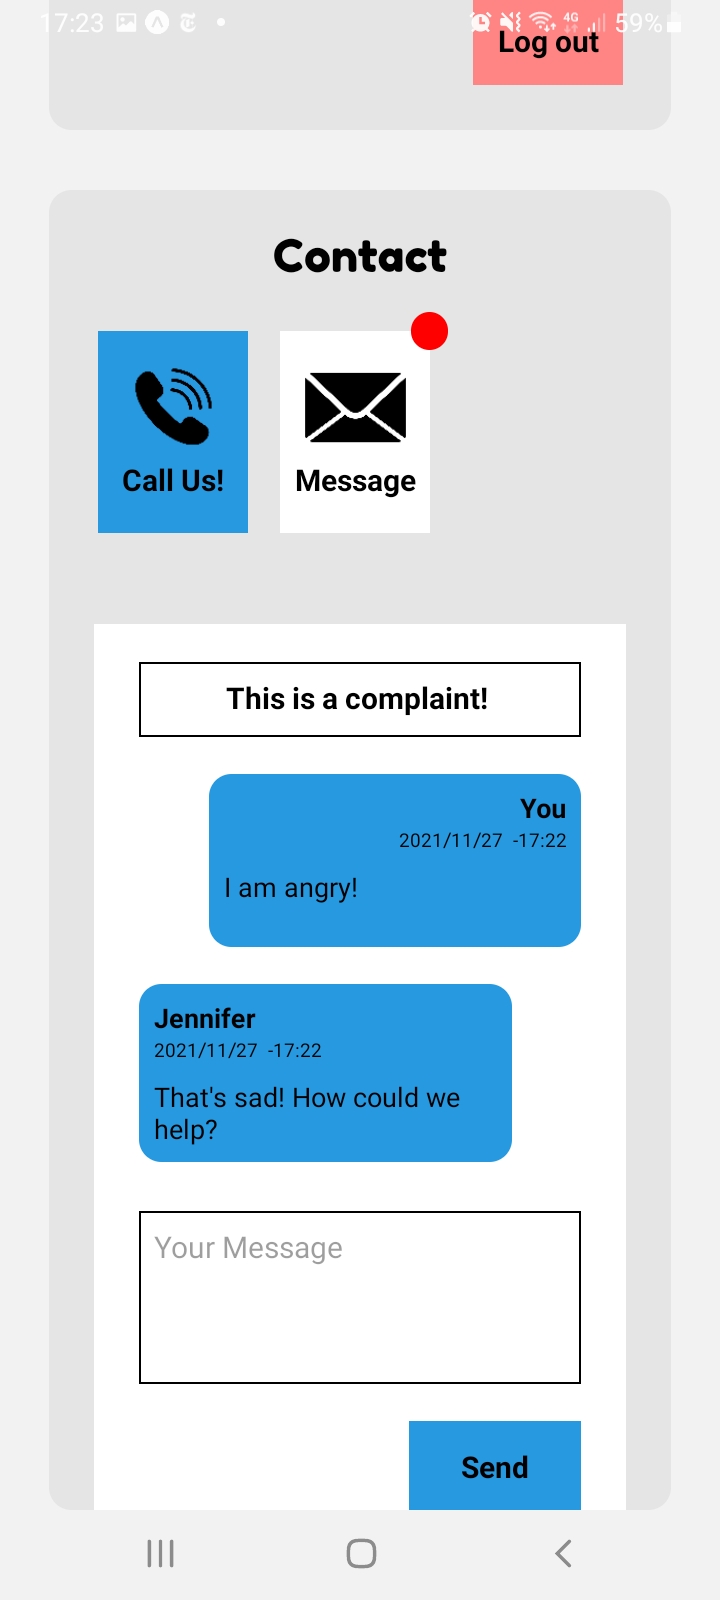 17:23
4G
59%
Log out
Contact
Call Us!
Message
This is a complaint!
You
2021/11/27 -17:22
I am angry!
Jennifer
2021/11/27 -17:22
That's sad! How could we
help?
Your Message
Send